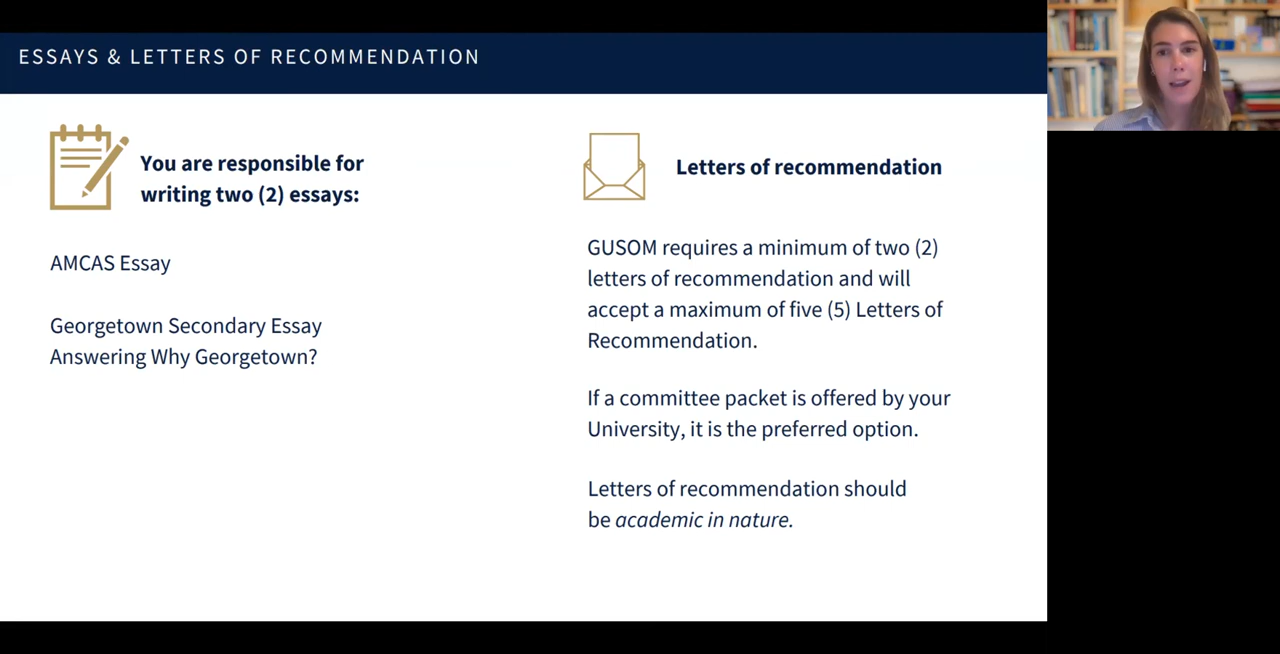 ESSAYS & LETTERS OF RECOMMENDATION
You are responsible for
writing two (2) essays:
AMCAS Essay
Georgetown Secondary Essay
Answering Why Georgetown?
Letters of recommendation
GUSOM requires a minimum of two (2)
letters of recommendation and will
accept a maximum of five (5) Letters of
Recommendation.
If a committee packet is offered by your
University, it is the preferred option.
Letters of recommendation should
be academic in nature.